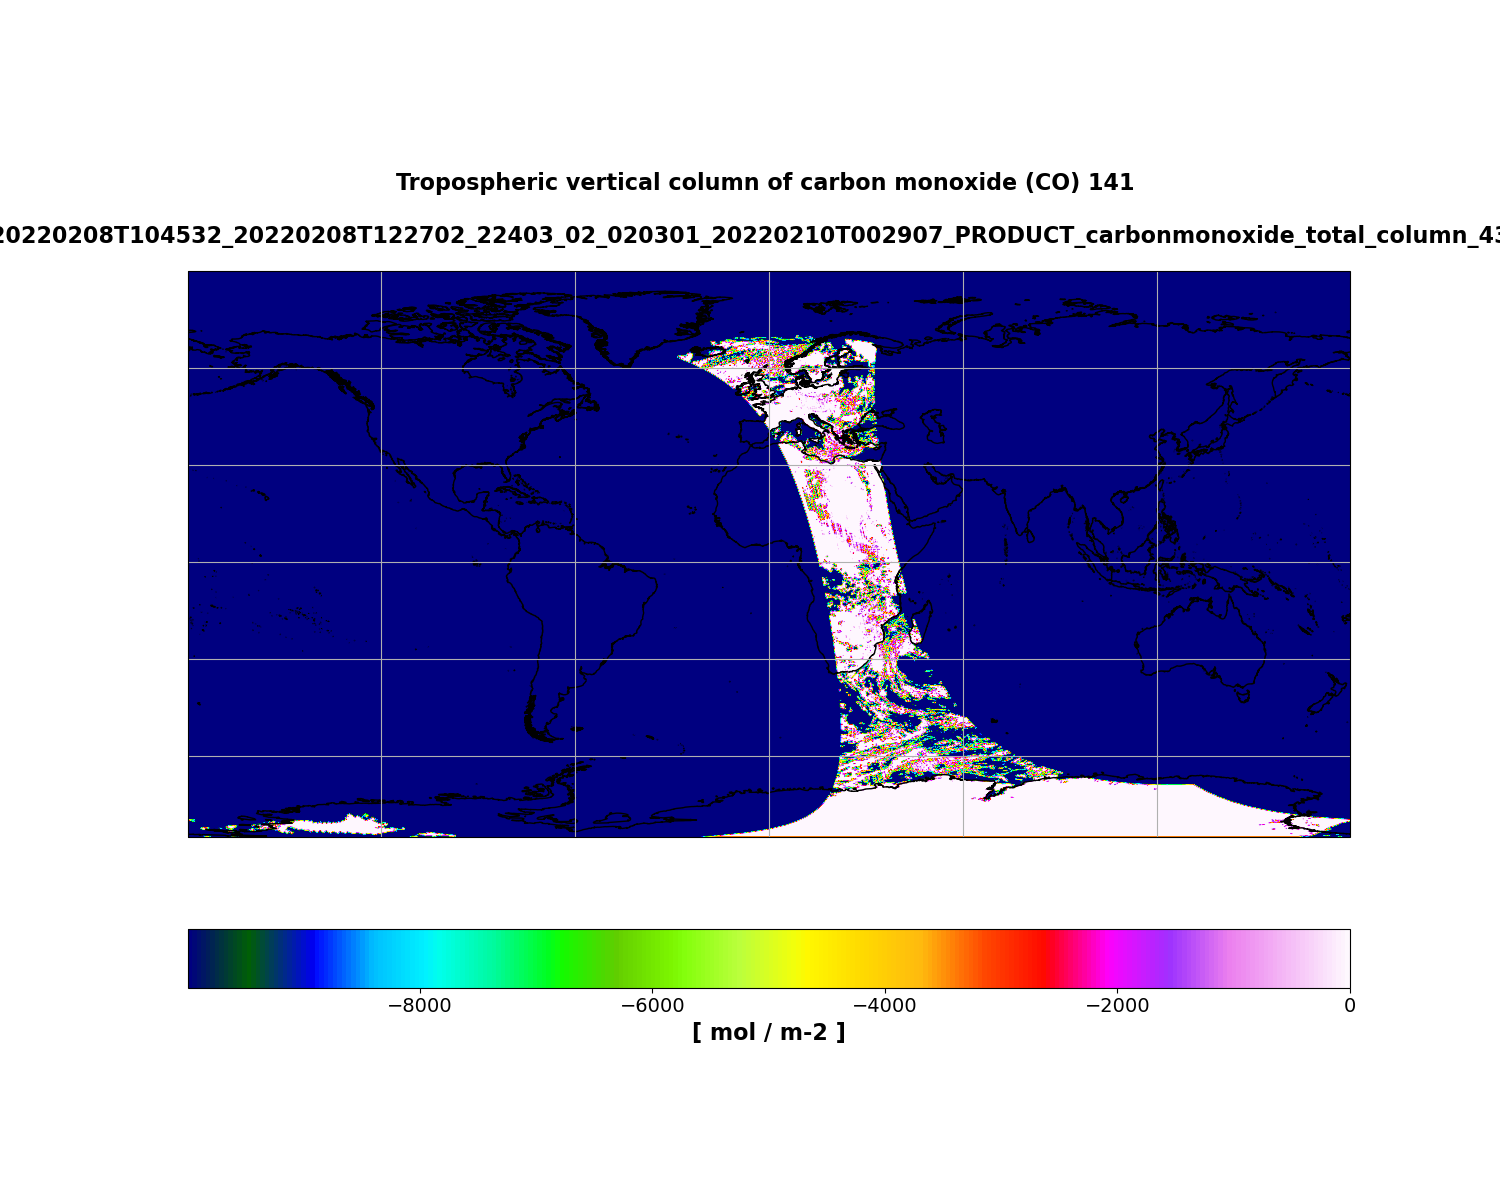 Tropospheric vertical column of carbon monoxide (CO) 141
20220208T104532_20220208T122702_22403_02_020301_20220210T002907_PRODUCT_carbonmonoxide_total_column_43
−8000 −6000 −4000 −2000 0
[ mol / m-2 ]